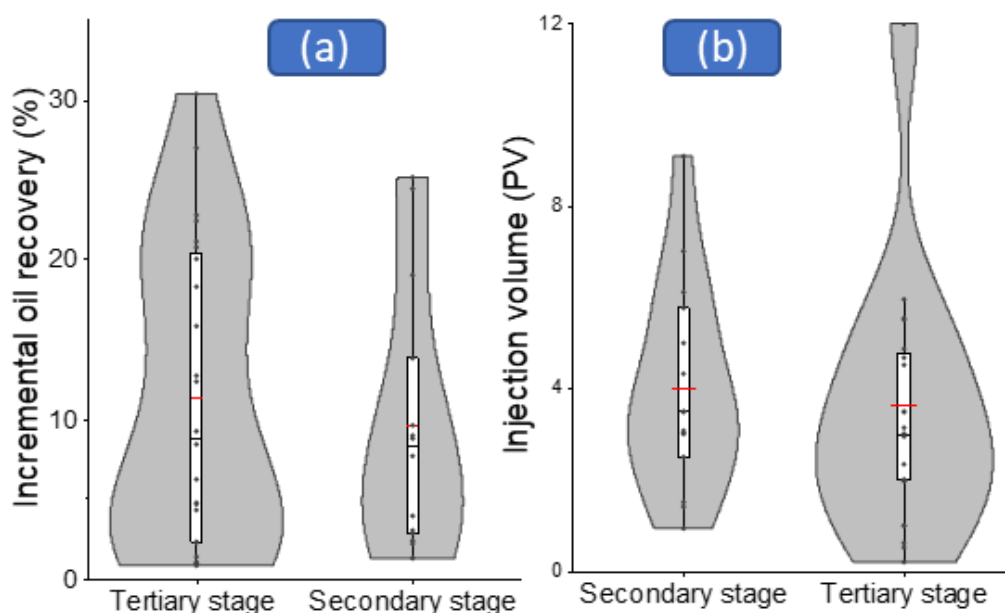 (a)
Incremental oil recovery (%)
30
20
10
0
Tertiary stage
Secondary stage
(b)
Injection volume (PV)
12
8
4
0
Secondary stage
Tertiary stage